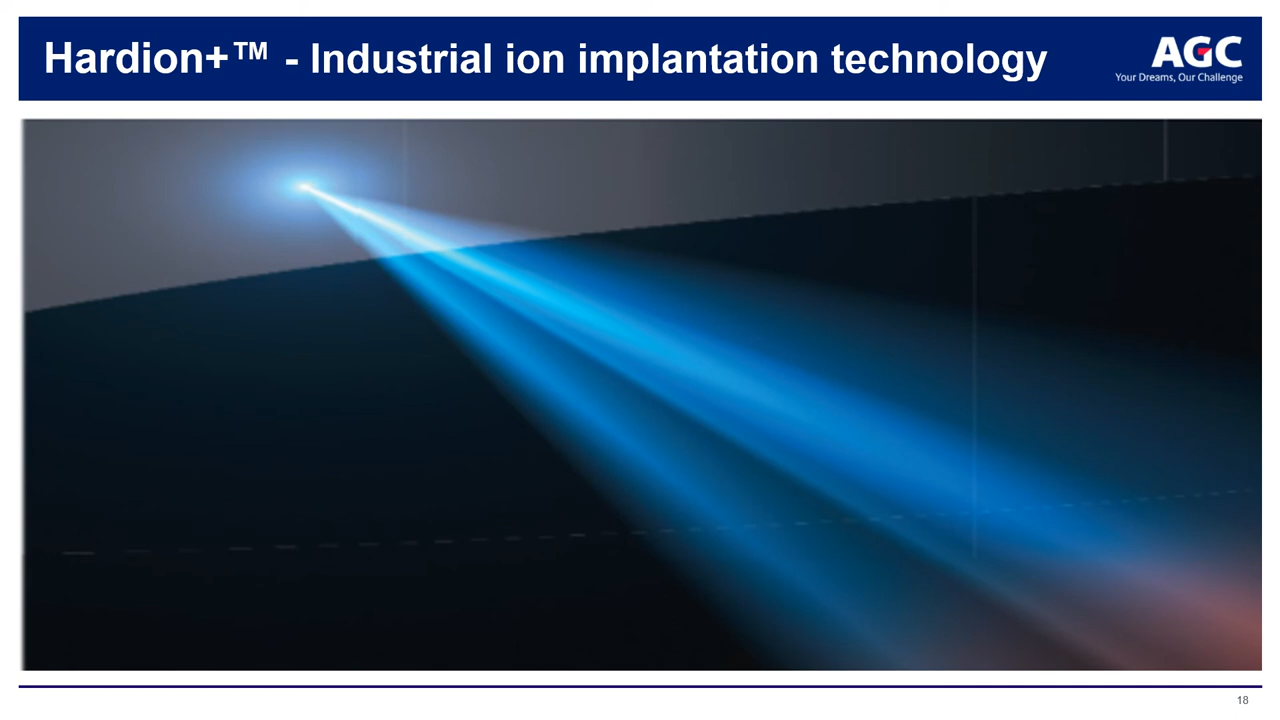 Hardion+™ - Industrial ion implantation technology
AGC
Your Dreams, Our Challenge
18